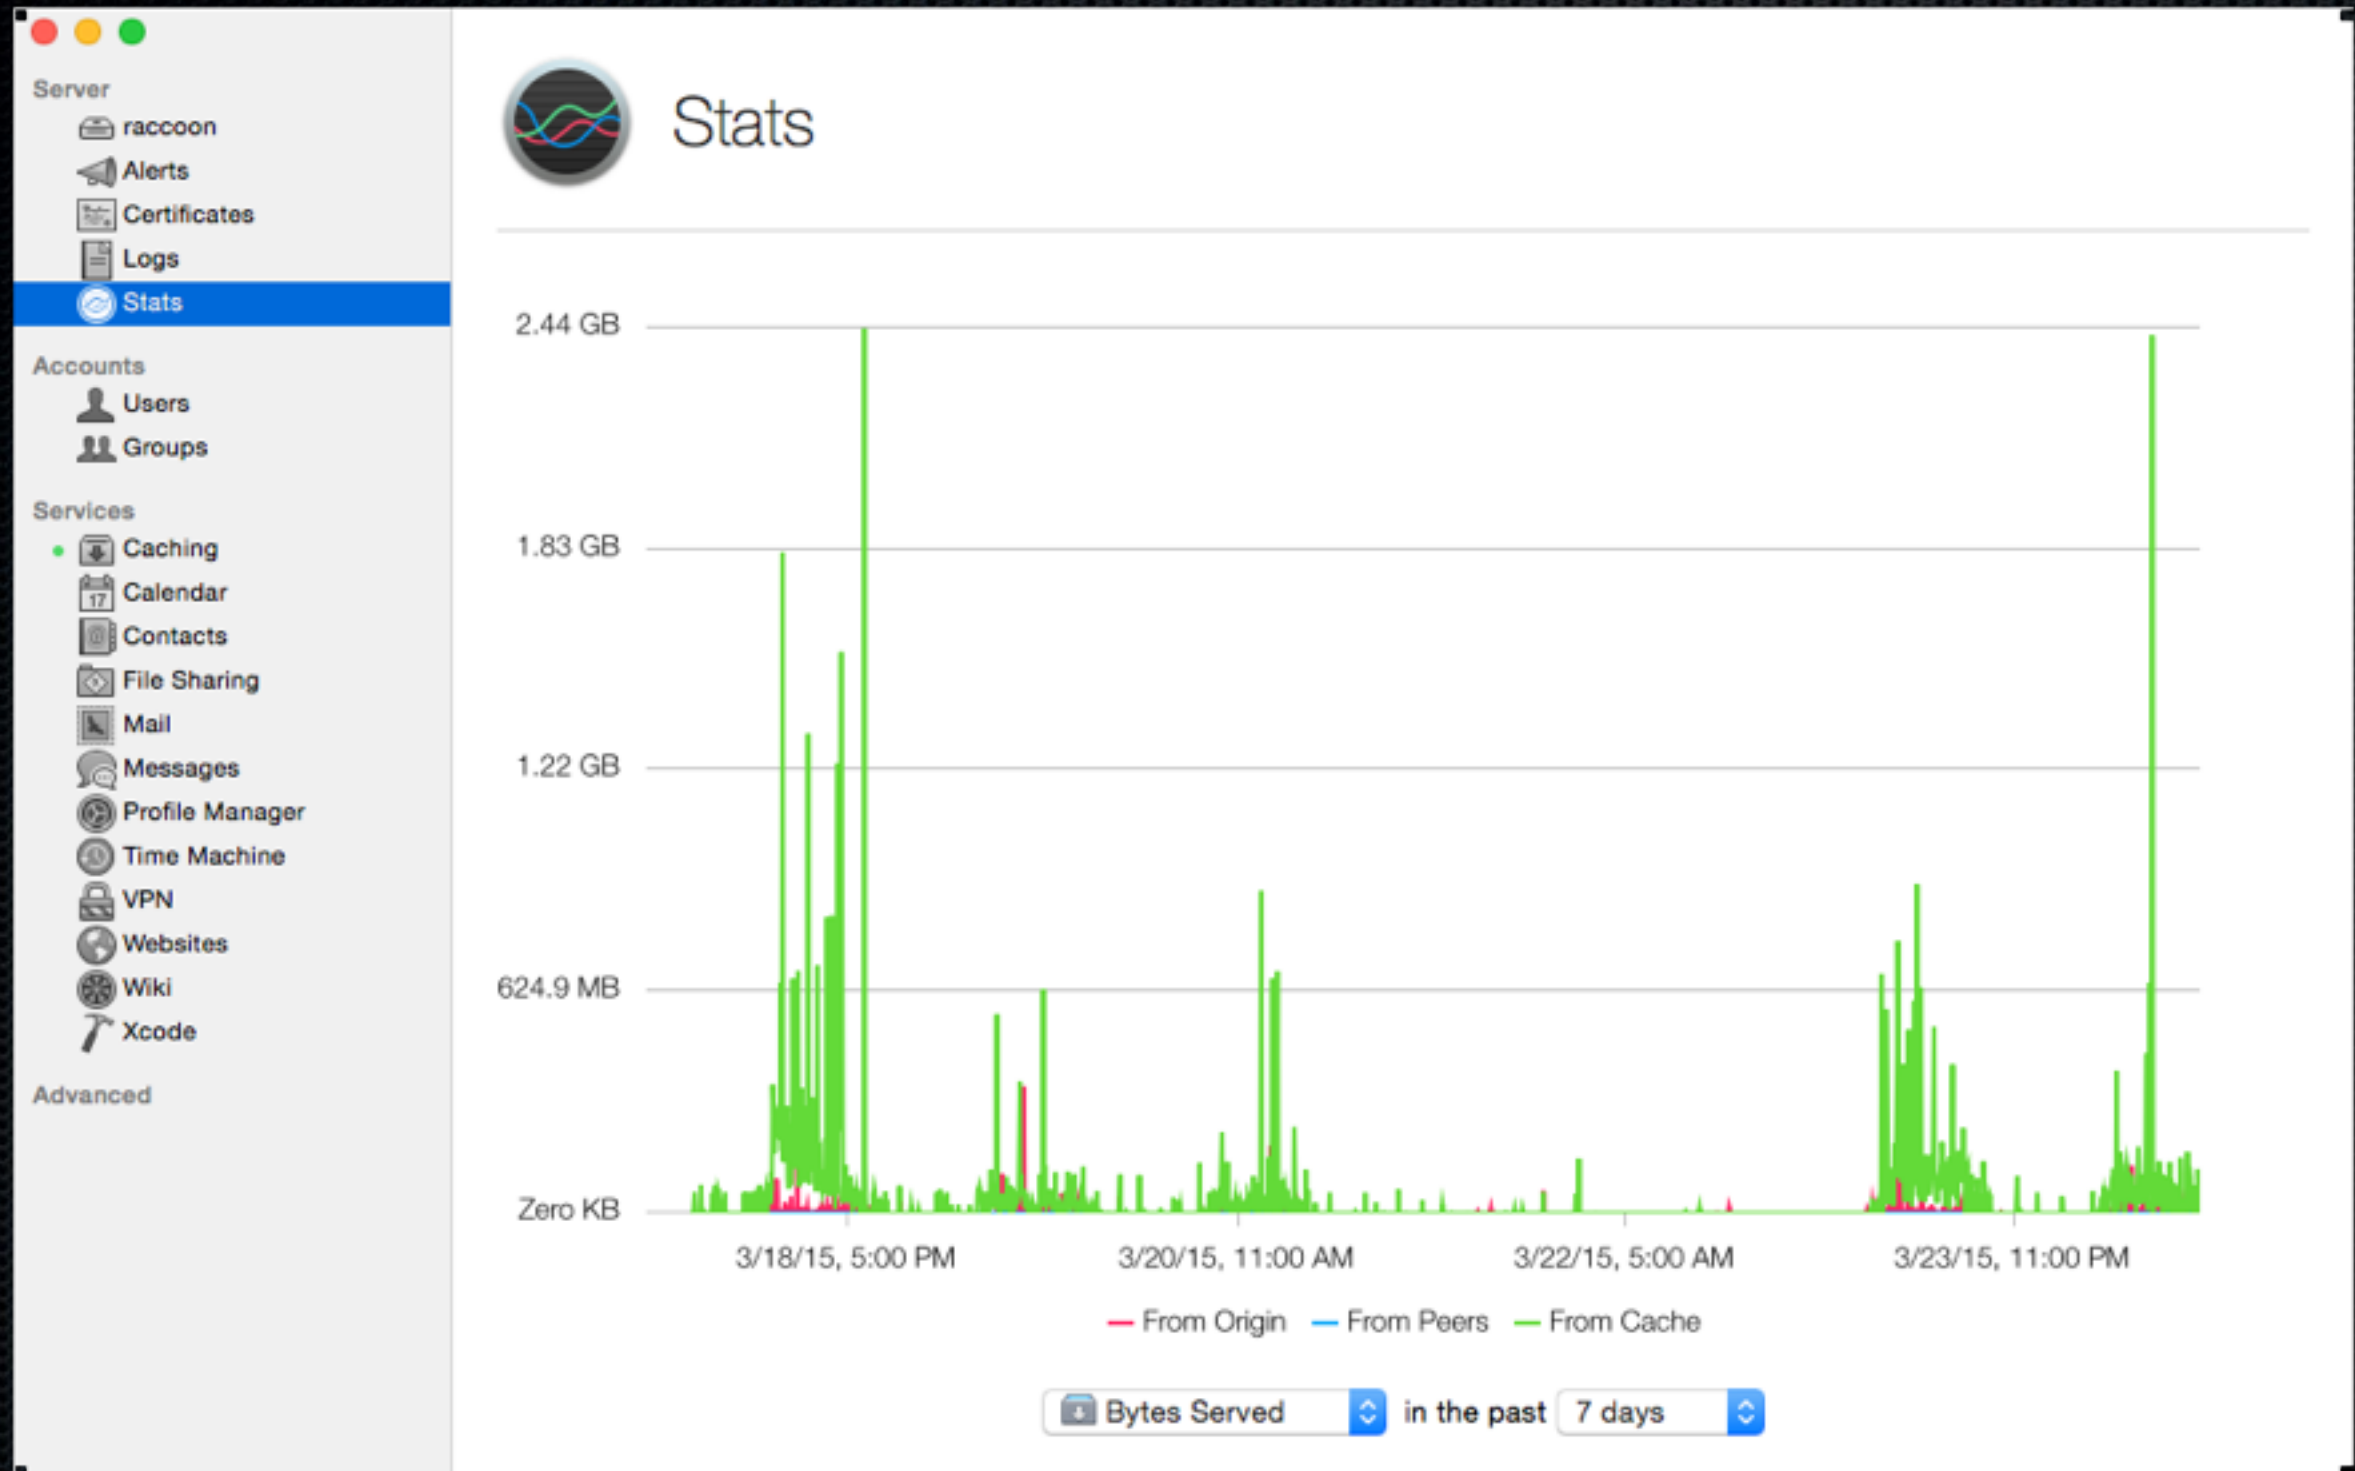 Server
raccoon
Alerts
Certificates
Logs
Stats
Accounts
Users
Groups
Services
Caching
17
Calendar
Contacts
File Sharing
Mail
Messages
Profile Manager
Time Machine
VPN
Websites
Wiki
Xcode
Advanced
Stats
2.44 GB
1.83 GB
1.22 GB
624.9 MB
Zero KB
3/18/15, 5:00 PM 3/20/15, 11:00 AM 3/22/15, 5:00 AM 3/23/15, 11:00 PM
From Origin From Peers From Cache
Bytes Served in the past 7 days